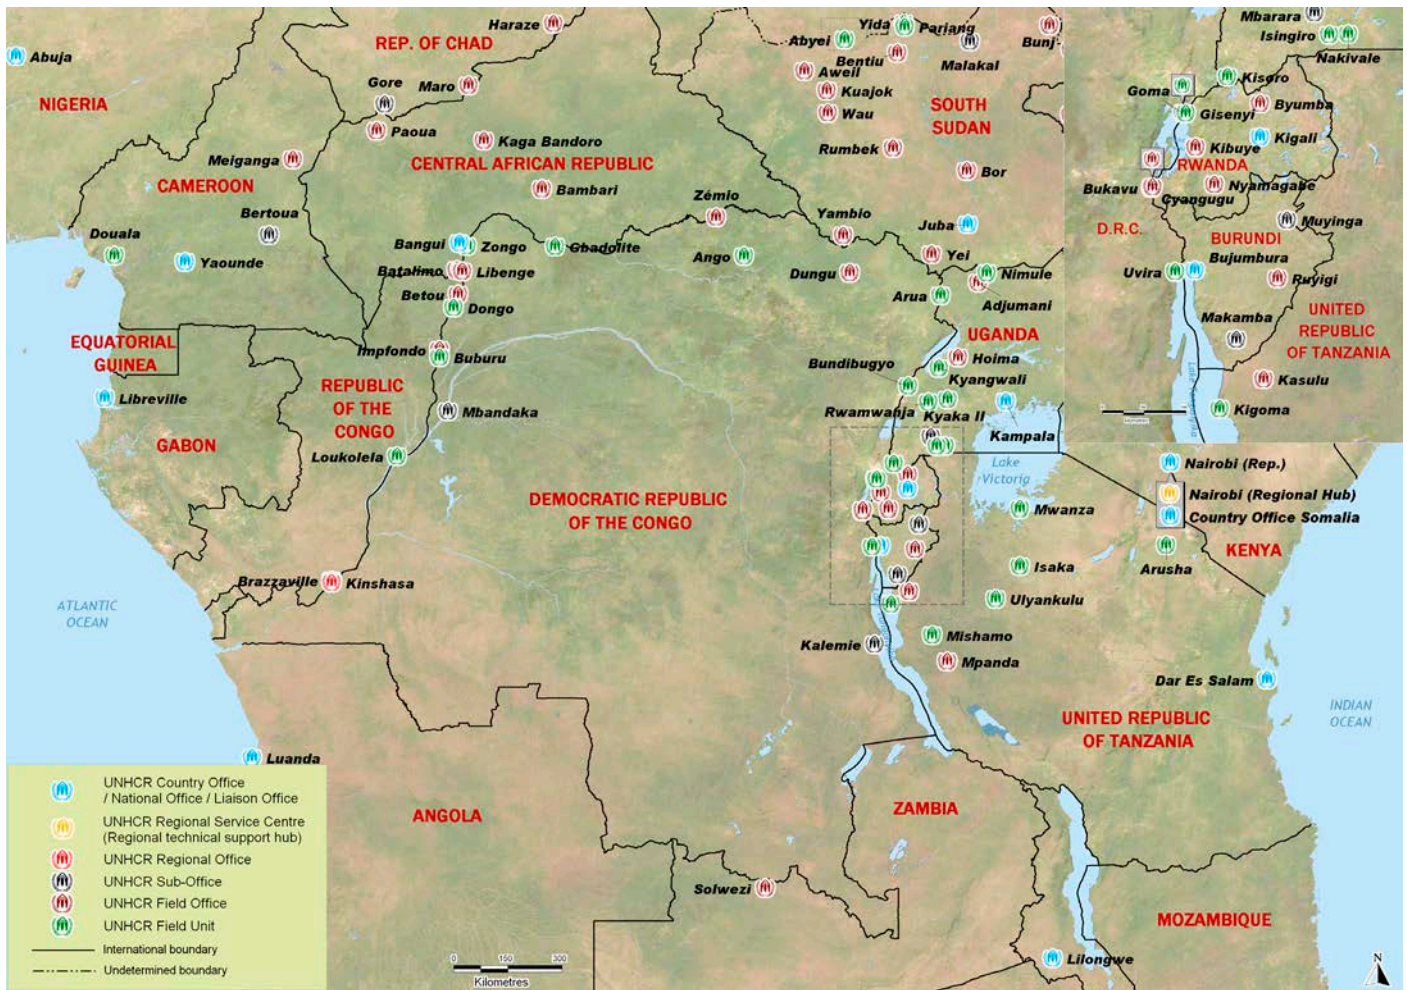 Haraze
REP. OF CHAD
Abuja
NIGERIA
Gore
Maro
Paoua
Kaga Bandoro
CENTRAL AFRICAN REPUBLIC
Meiganga
CAMEROON
Bertoua
Bambari
Douala
Yaounde
Bangui
Zongo
Gbadolite
Zémio
Ango
Batalimo
Libenge
Betou
Dongo
Impfondo
Buburu
EQUATORIAL
GUINEA
Libreville
GABON
REPUBLIC
OF THE
CONGO
Mbandaka
Loukolela
DEMOCRATIC REPUBLIC
OF THE CONGO
Brazzaville
Kinshasa
ATLANTIC
OCEAN
Luanda
ANGOLA
Abyei
Yida
Pariang
Bentiu
Malakal
Bunj
Aweil
Kuajok
Wau
SOUTH
SUDAN
Rumbek
Bor
Yambio
Juba
Dungu
Yei
Nimule
Adjumani
Arua
UGANDA
Hoima
Bundibugyo
Kyangwali
Rwamwanja
Kyaka II
Kampala
Lake
Victoria
Mwanza
Isaka
Ulyankulu
Mishamo
Mpanda
Kalemie
Nairobi (Rep.)
Nairobi (Regional Hub)
Country Office Somalia
KENYA
Arusha
Dar Es Salam
INDIAN
OCEAN
UNITED REPUBLIC
OF TANZANIA
ZAMBIA
Solwezi
MOZAMBIQUE
Lilongwe
Mbarara
Isingiro
Nakivale
Kisoro
Goma
Gisenyi
Byumba
Kigali
Kibuye
RWANDA
Bukavu
Cyangugu
Nyamagabe
Muyinga
D.R.C.
BURUNDI
Bujumbura
Uvira
Ruyigi
Makamba
UNITED
REPUBLIC
OF TANZANIA
Kasulu
Kigoma
UNHCR Country Office
/ National Office / Liaison Office
UNHCR Regional Service Centre
(Regional technical support hub)
UNHCR Regional Office
UNHCR Sub-Office
UNHCR Field Office
UNHCR Field Unit
International boundary
Undetermined boundary
0 150 300
Kilometres
N